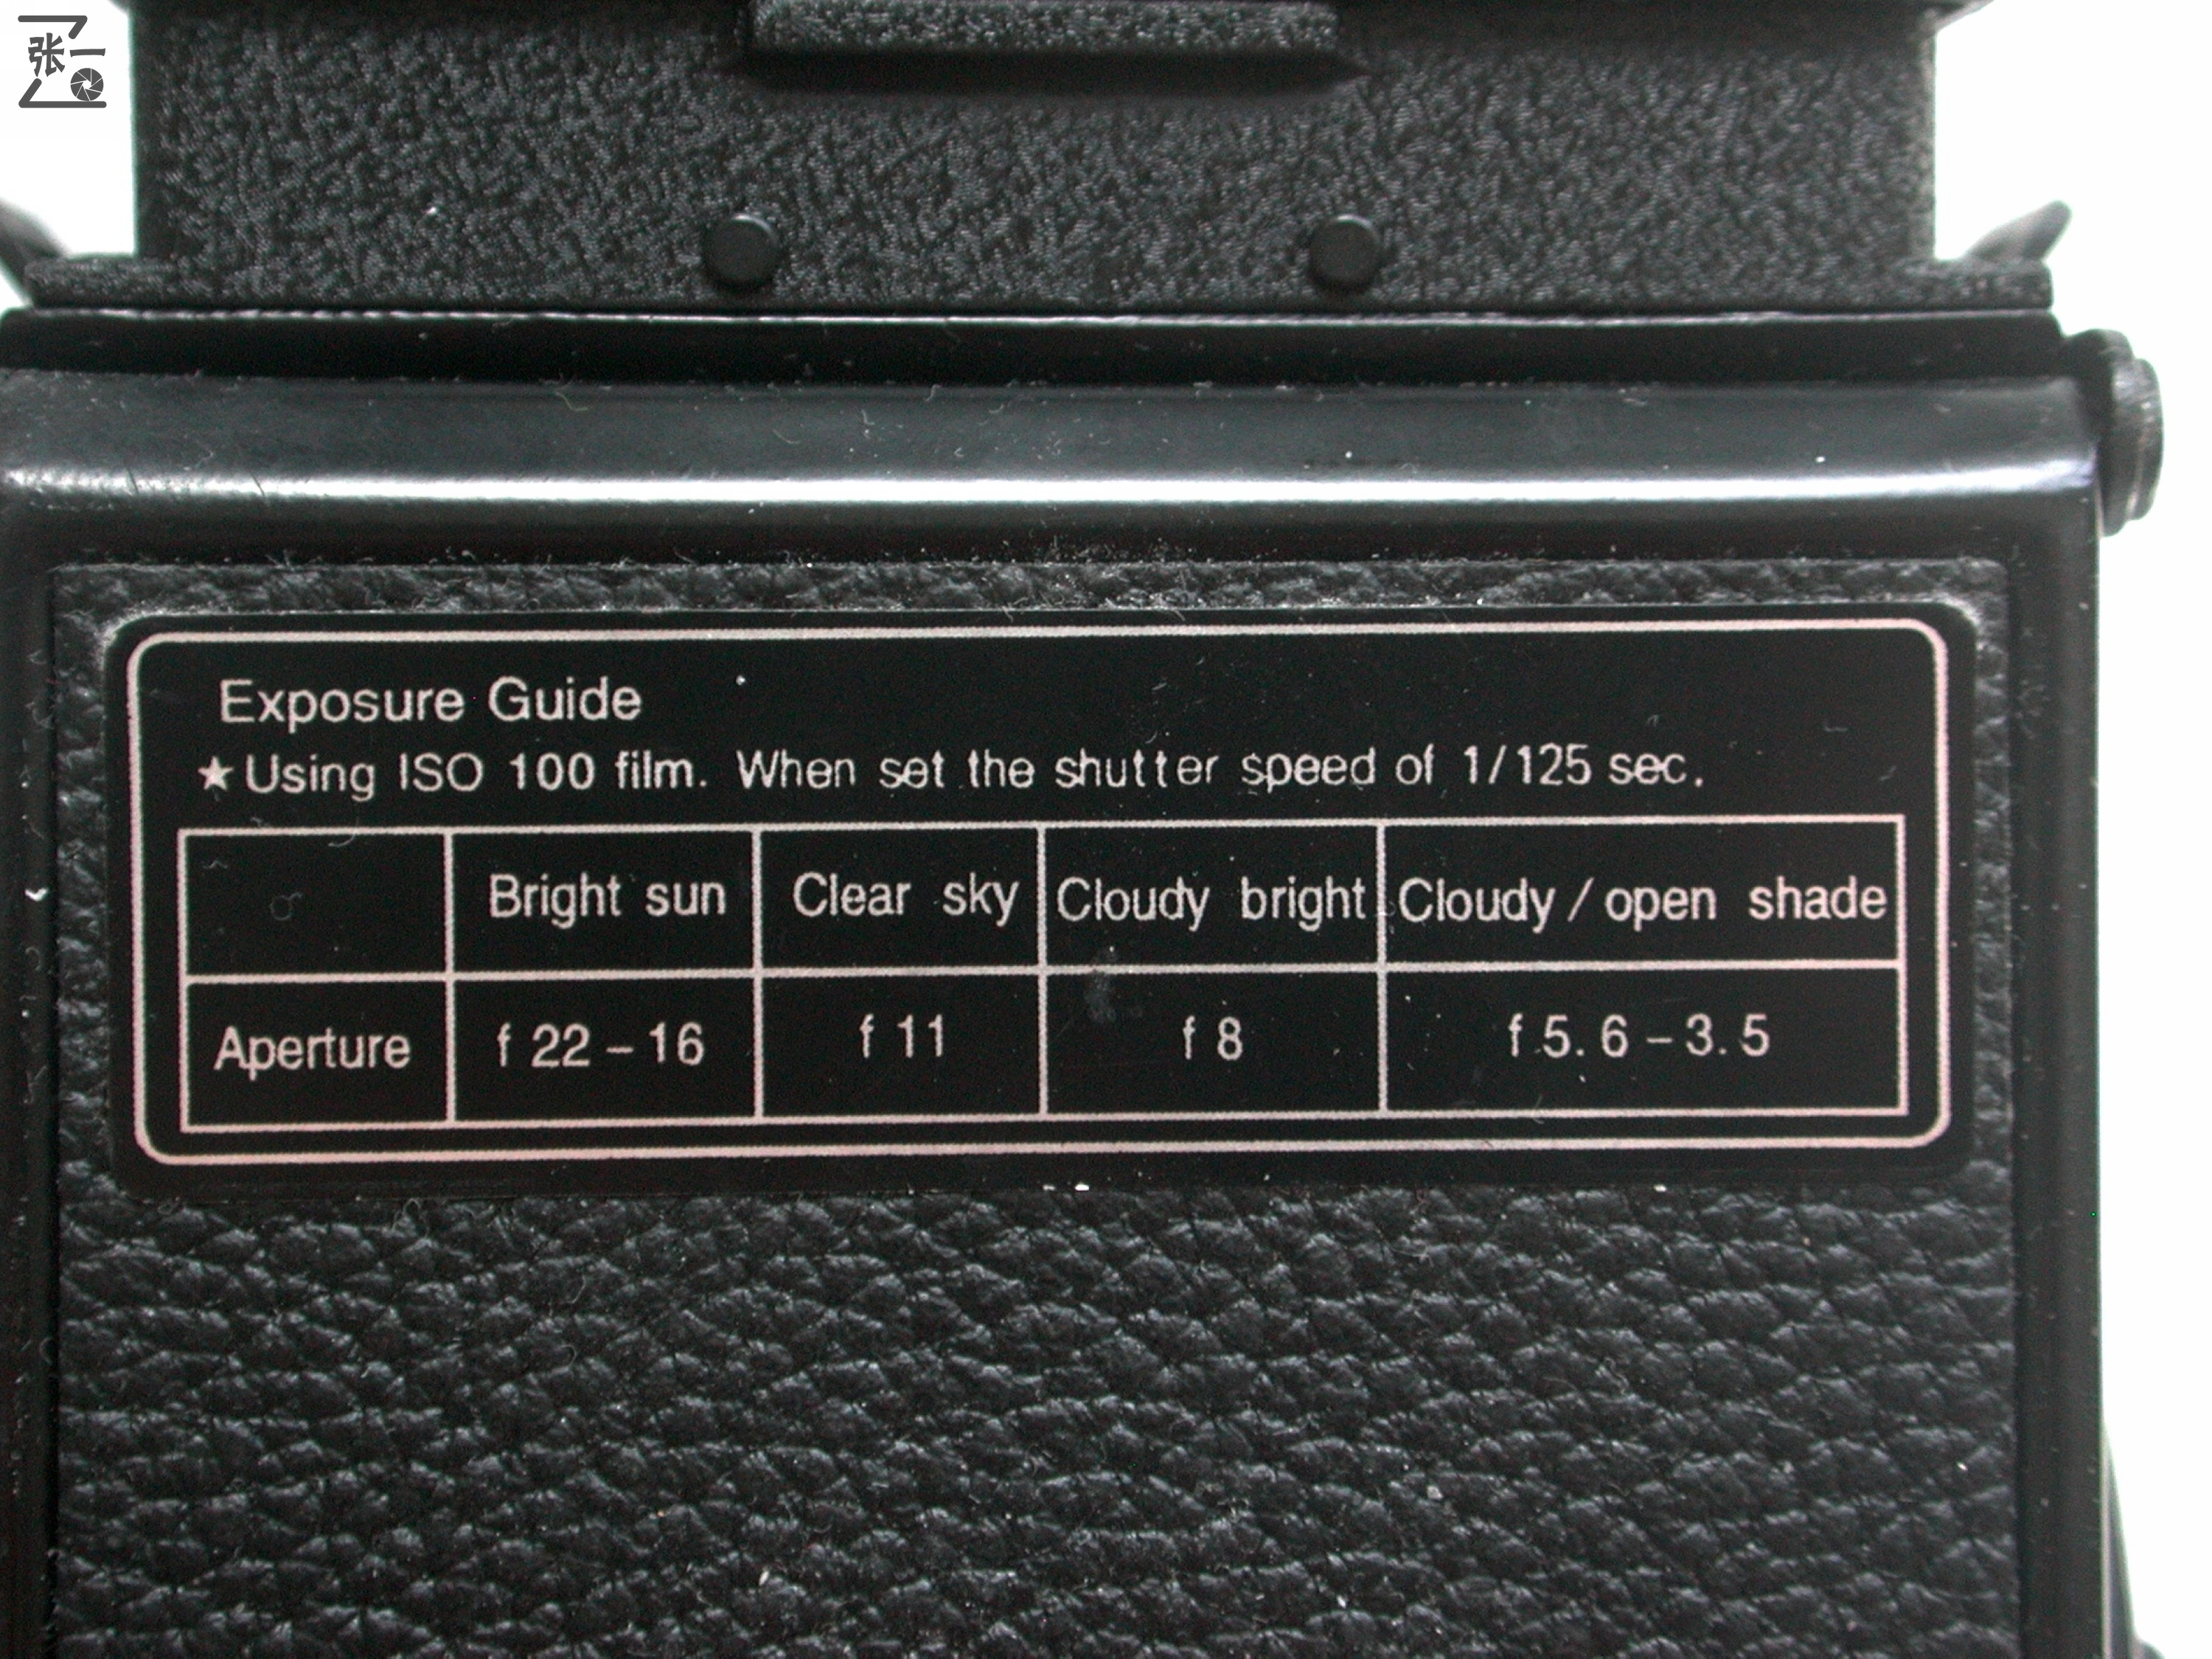 张一
Exposure Guide
★Using ISO 100 film. When set the shutter speed of 1/125 sec.
Bright sun Clear sky Cloudy bright Cloudy / open shade
Aperture f 22 – 16 f 11 f 8 f 5.6 – 3.5